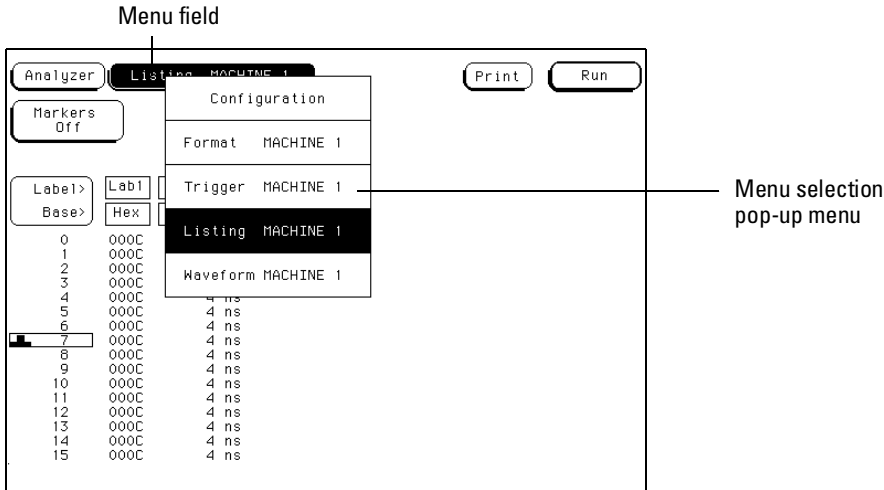 Menu field
Analyzer Listing MACHINE 1 Print Run
Configuration
Markers
Off
Format MACHINE 1
Label> Lab1 Trigger MACHINE 1
Menu selection
pop-up menu
Base> Hex
Listing MACHINE 1
0 000C
1 000C
2 000C
Waveform MACHINE 1
3 000C
4 000C 4 ns
5 000C 4 ns
6 000C 4 ns
7 000C 4 ns
8 000C 4 ns
9 000C 4 ns
10 000C 4 ns
11 000C 4 ns
12 000C 4 ns
13 000C 4 ns
14 000C 4 ns
15 000C 4 ns